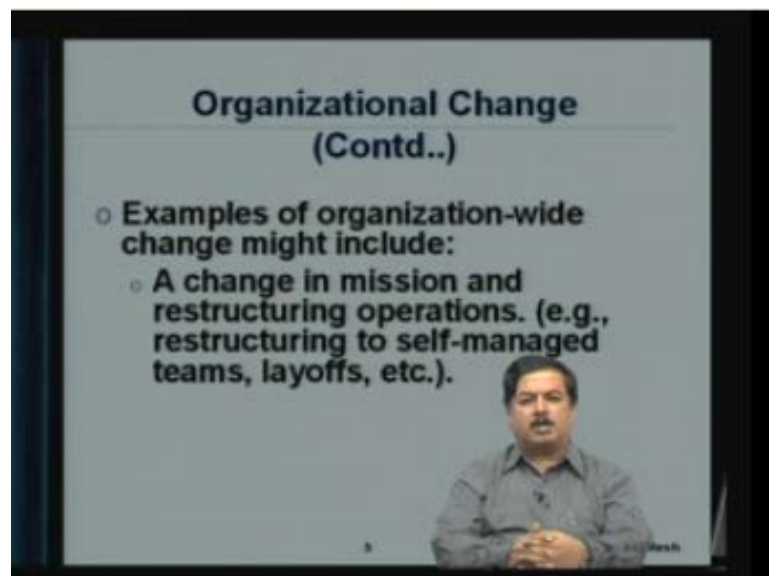 Organizational Change
(Contd..)
o Examples of organization-wide
change might include:
o A change in mission and
restructuring operations. (e.g.,
restructuring to self-managed
teams, layoffs, etc.).